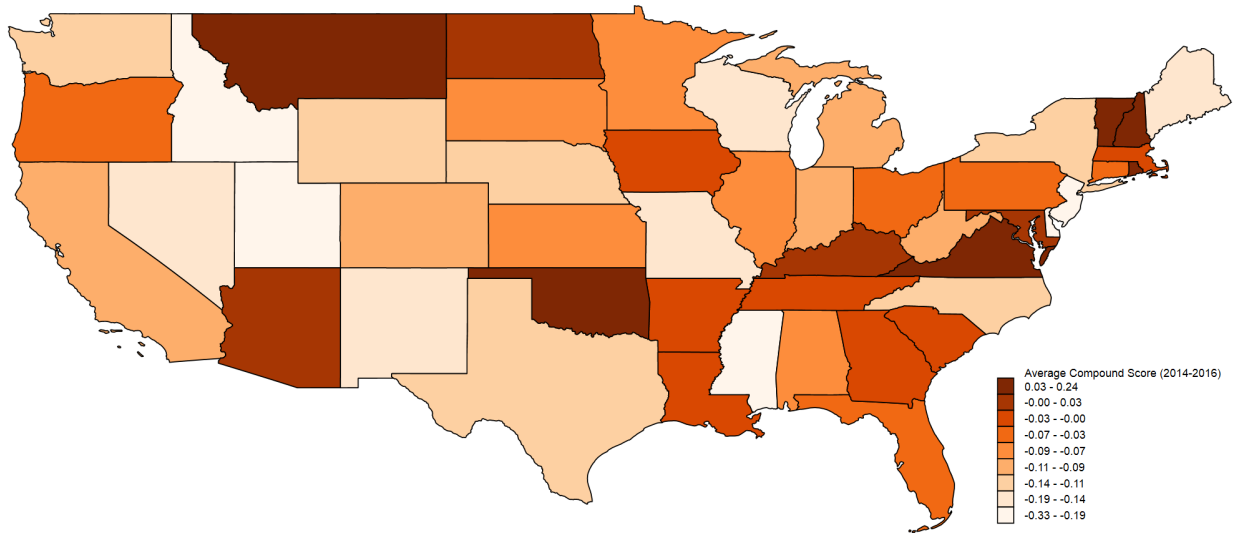 Average Compound Score (2014-2016)
0.03 - 0.24
-0.00 - 0.03
-0.03 - -0.00
-0.07 - -0.03
-0.09 - -0.07
-0.11 - -0.09
-0.14 - -0.11
-0.19 - -0.14
-0.33 - -0.19